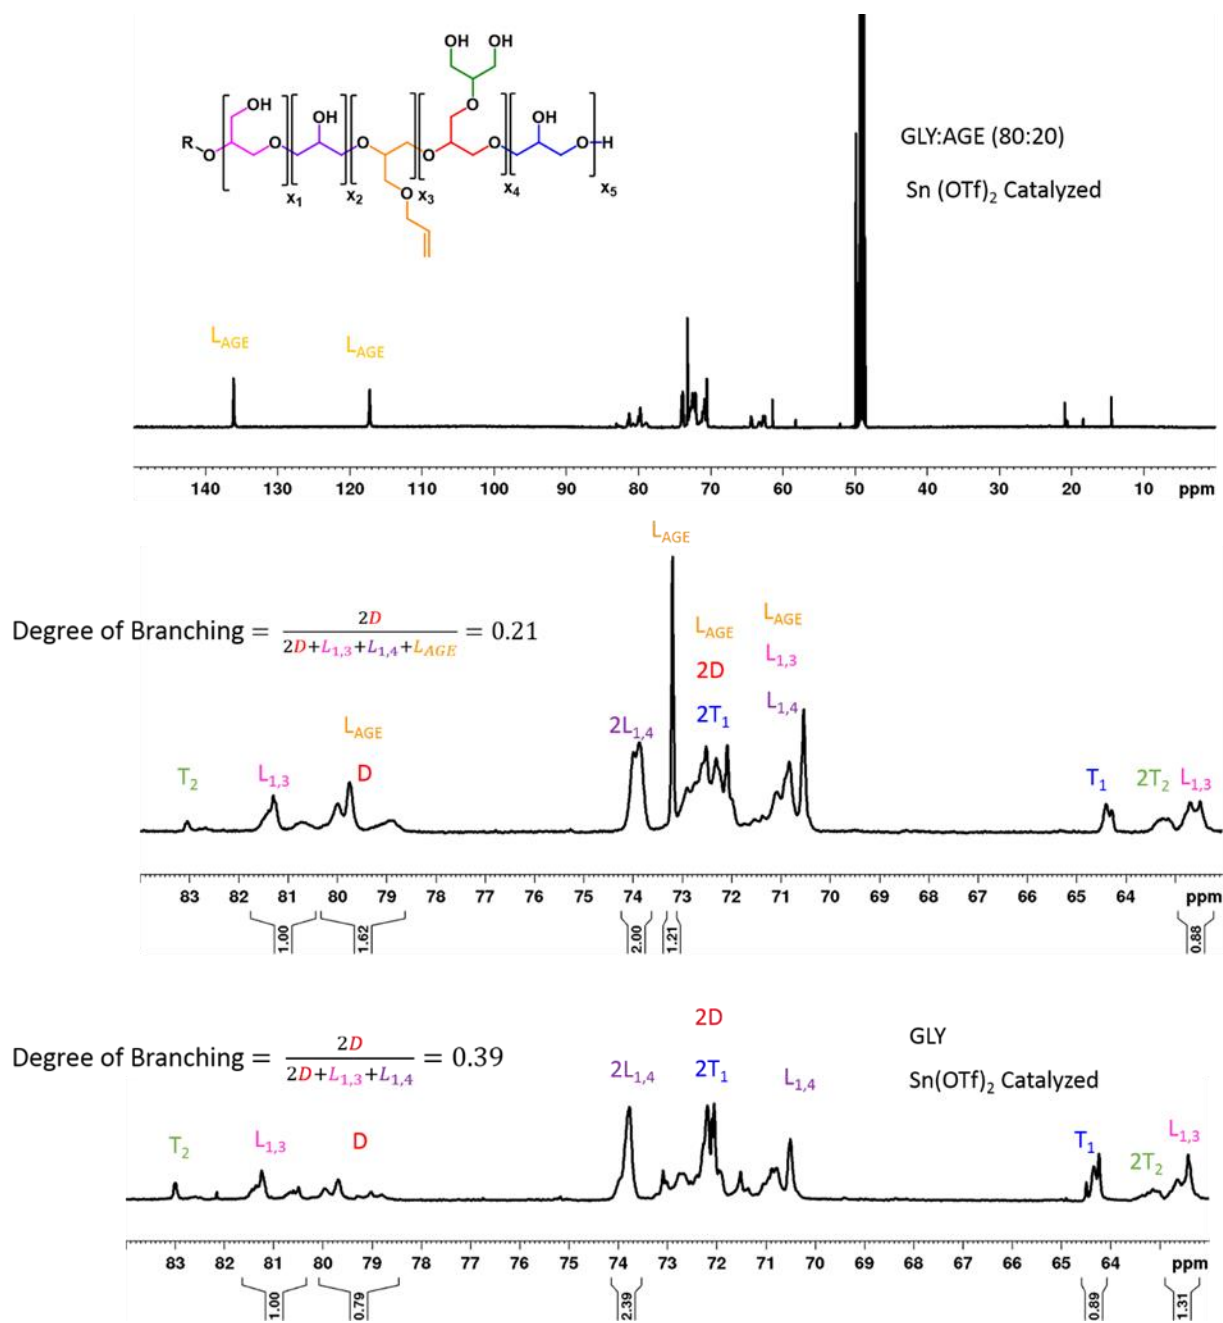 OH OH
OH OH OH
R O O O O O O H
O
O
x1 x2 x3 x4 x5
GLY:AGE (80:20)
Sn (OTf)2 Catalyzed
LAGE LAGE
140 130 120 110 100 90 80 70 60 50 40 30 20 10 ppm
LAGE
Degree of Branching = 2D / 2D+L1,3+L1,4+LAGE = 0.21
LAGE LAGE
2D L1,3
2L1,4 2T1 L1,4
LAGE
T2 L1,3 D T1 2T2 L1,3
83 82 81 80 79 78 77 76 75 74 73 72 71 70 69 68 67 66 65 64 ppm
1.00 1.62 2.00 1.21 0.88
2D GLY
Degree of Branching = 2D / 2D+L1,3+L1,4 = 0.39
2L1,4 2T1 L1,4 Sn(OTf)2 Catalyzed
T2 L1,3 D T1 2T2 L1,3
83 82 81 80 79 78 77 76 75 74 73 72 71 70 69 68 67 66 65 64 ppm
1.00 0.79 2.39 0.89 1.31